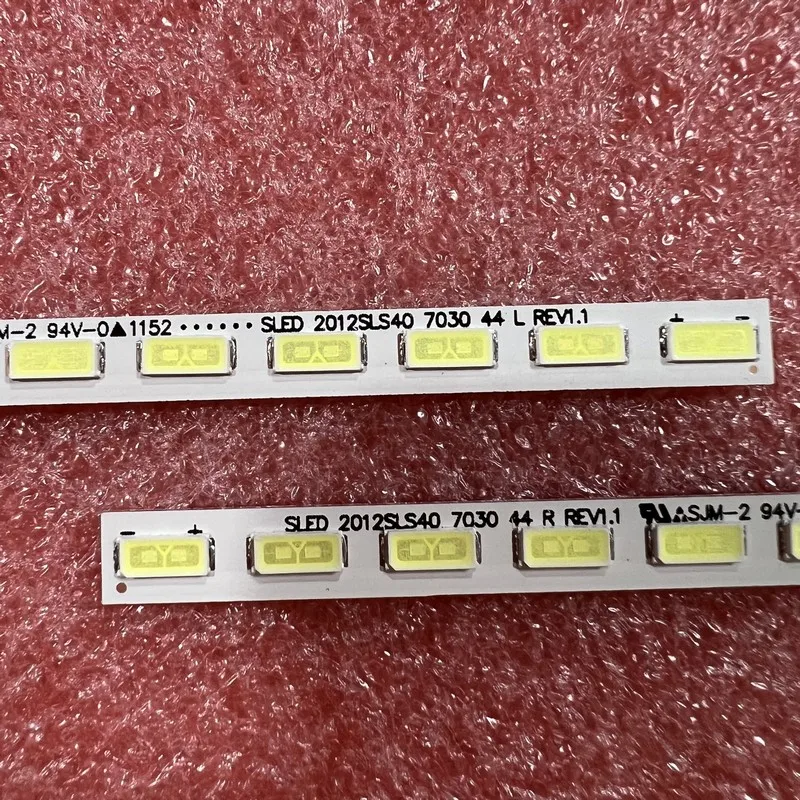 M-2 94V-0▲1152 ······ SLED 2012SLS40 7030 44 L REV1.1
+ -
- +
SLED 2012SLS40 7030 44 R REV1.1 SJM-2 94V-